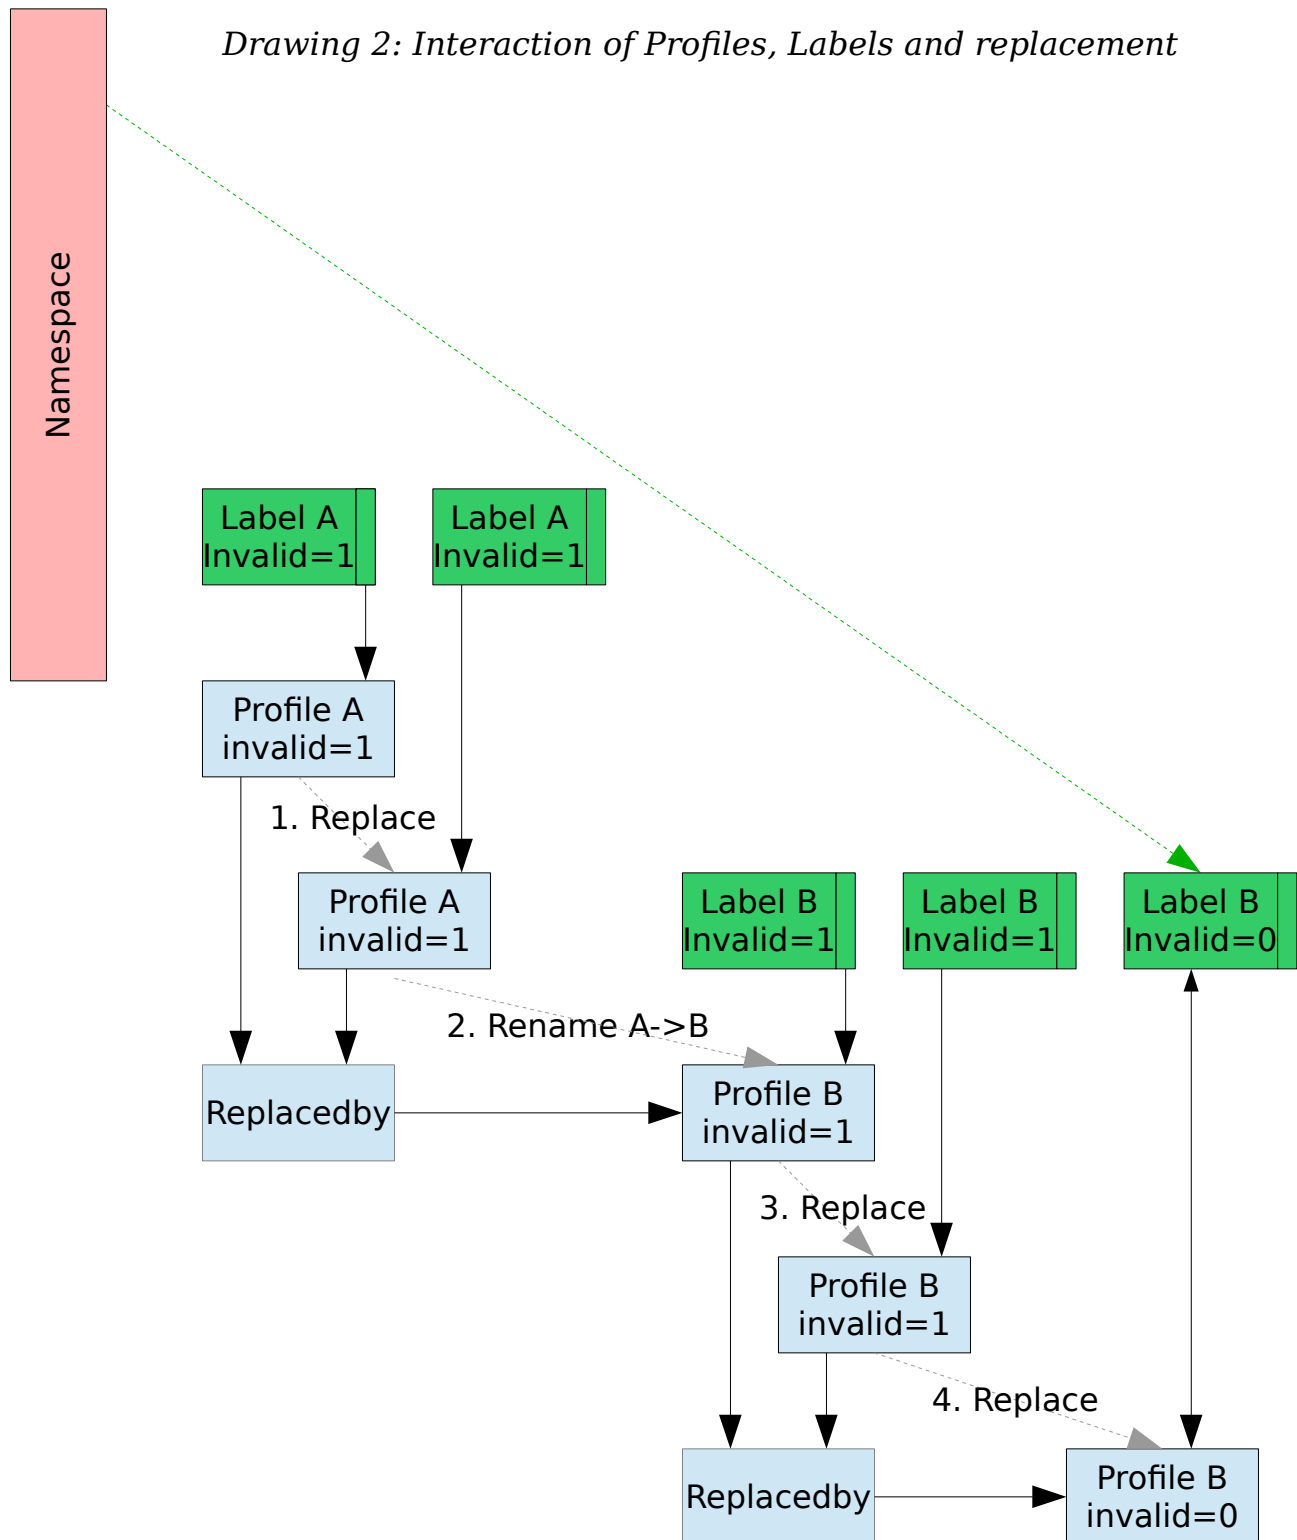 Drawing 2: Interaction of Profiles, Labels and replacement
Namespace
Label A
Invalid=1
Label A
Invalid=1
Profile A
invalid=1
1. Replace
Profile A
invalid=1
Label B
Invalid=1
Label B
Invalid=1
Label B
Invalid=0
2. Rename A->B
Replacedby
Profile B
invalid=1
3. Replace
Profile B
invalid=1
4. Replace
Replacedby
Profile B
invalid=0